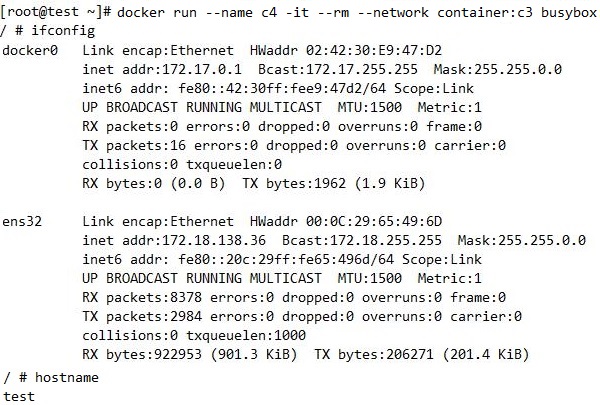 [root@test ~]# docker run --name c4 -it --rm --network container:c3 busybox
/ # ifconfig
docker0   Link encap:Ethernet  HWaddr 02:42:30:E9:47:D2
          inet addr:172.17.0.1  Bcast:172.17.255.255  Mask:255.255.0.0
          inet6 addr: fe80::42:30ff:fee9:47d2/64 Scope:Link
          UP BROADCAST RUNNING MULTICAST  MTU:1500  Metric:1
          RX packets:0 errors:0 dropped:0 overruns:0 frame:0
          TX packets:16 errors:0 dropped:0 overruns:0 carrier:0
          collisions:0 txqueuelen:0
          RX bytes:0 (0.0 B)  TX bytes:1962 (1.9 KiB)

ens32     Link encap:Ethernet  HWaddr 00:0C:29:65:49:6D
          inet addr:172.18.138.36  Bcast:172.18.255.255  Mask:255.255.0.0
          inet6 addr: fe80::20c:29ff:fe65:496d/64 Scope:Link
          UP BROADCAST RUNNING MULTICAST  MTU:1500  Metric:1
          RX packets:8378 errors:0 dropped:0 overruns:0 frame:0
          TX packets:2984 errors:0 dropped:0 overruns:0 carrier:0
          collisions:0 txqueuelen:1000
          RX bytes:922953 (901.3 KiB)  TX bytes:206271 (201.4 KiB)
/ # hostname
test